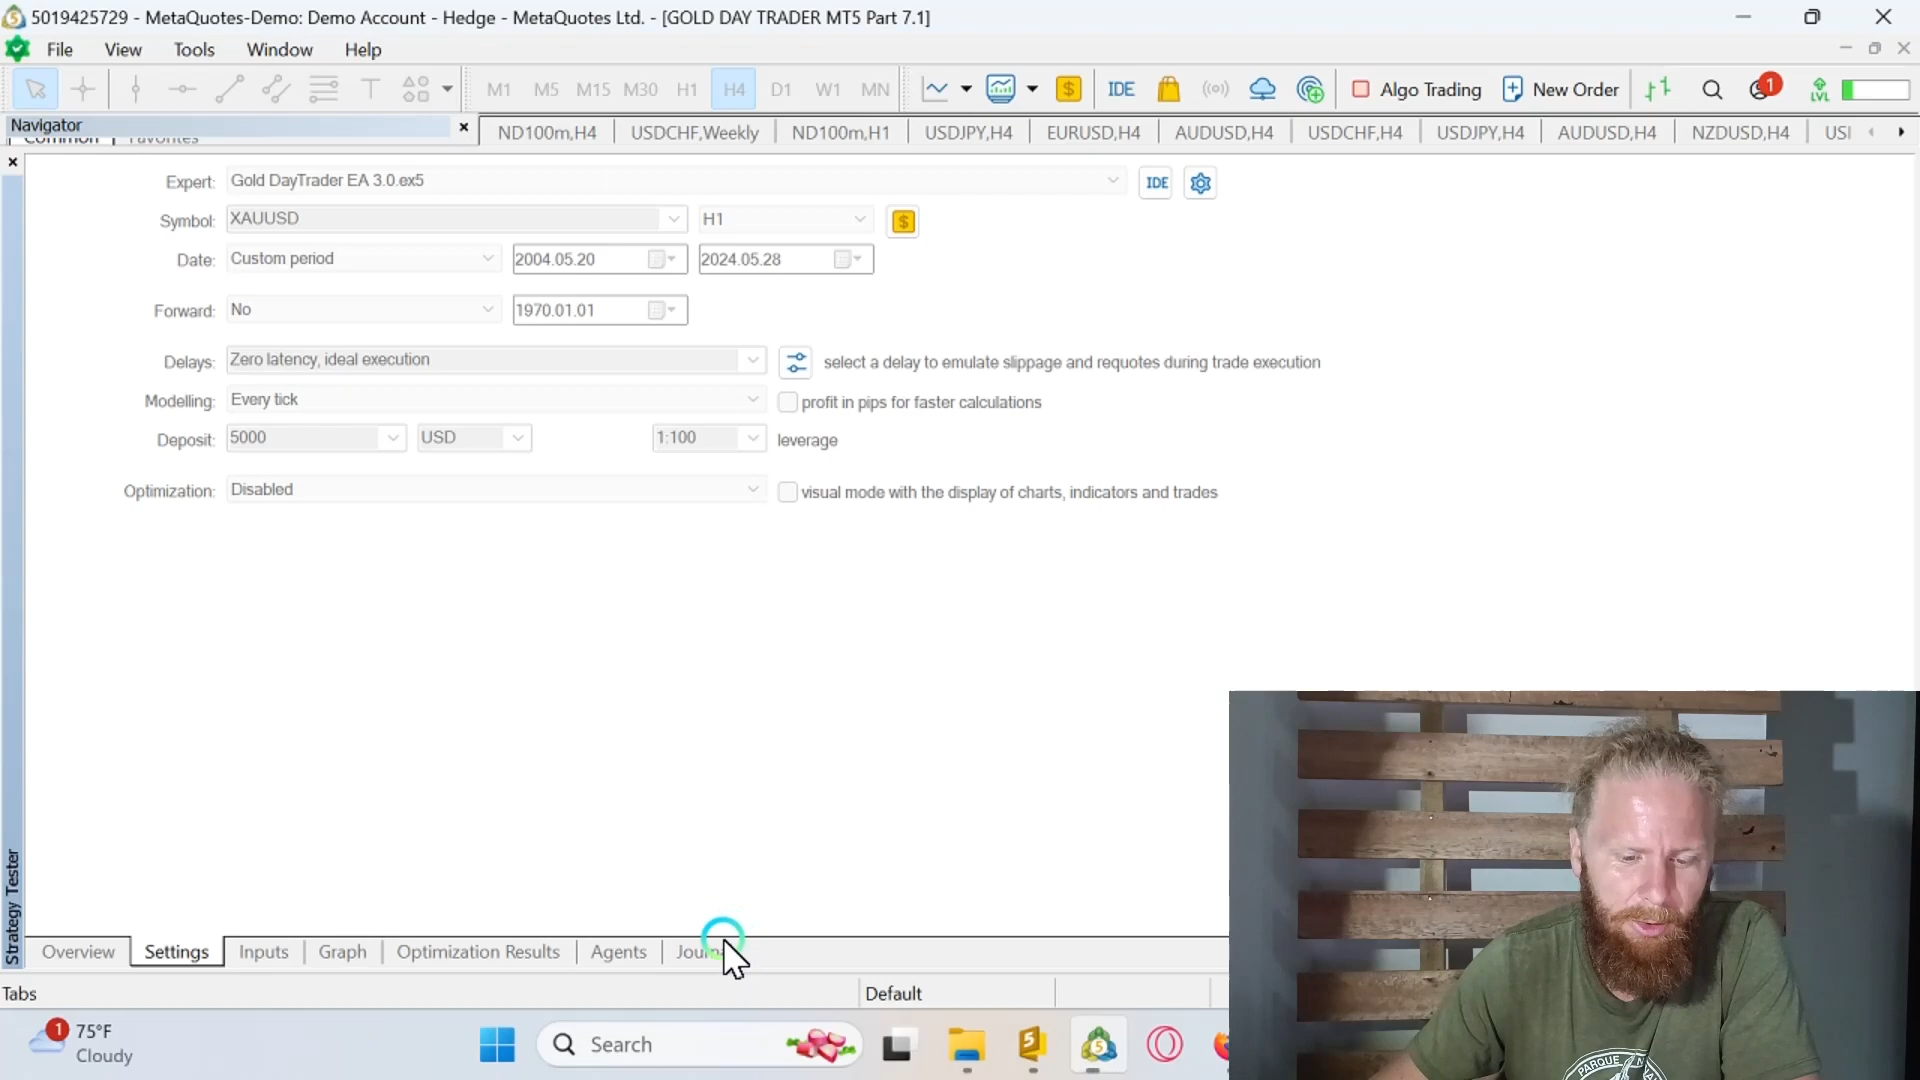 5019425729 - MetaQuotes-Demo: Demo Account - Hedge - MetaQuotes Ltd. - [GOLD DAY TRADER MT5 Part 7.1]
File View Tools Window Help
M1 M5 M15 M30 H1 H4 D1 W1 MN IDE Algo Trading New Order LVL 1
Navigator
Common Favorites
ND100m,H4 USDCHF,Weekly ND100m,H1 USDJPY,H4 EURUSD,H4 AUDUSD,H4 USDCHF,H4 USDJPY,H4 AUDUSD,H4 NZDUSD,H4
Expert: Gold DayTrader EA 3.0.ex5 IDE
Symbol: XAUUSD H1 $
Date: Custom period 2004.05.20 2024.05.28
Forward: No 1970.01.01
Delays: Zero latency, ideal execution select a delay to emulate slippage and requotes during trade execution
Modelling: Every tick profit in pips for faster calculations
Deposit: 5000 USD 1:100 leverage
Optimization: Disabled visual mode with the display of charts, indicators and trades
Strategy Tester
Overview Settings Inputs Graph Optimization Results Agents
Tabs Default
1 75°F
Cloudy
Search
5 5
PARQUE